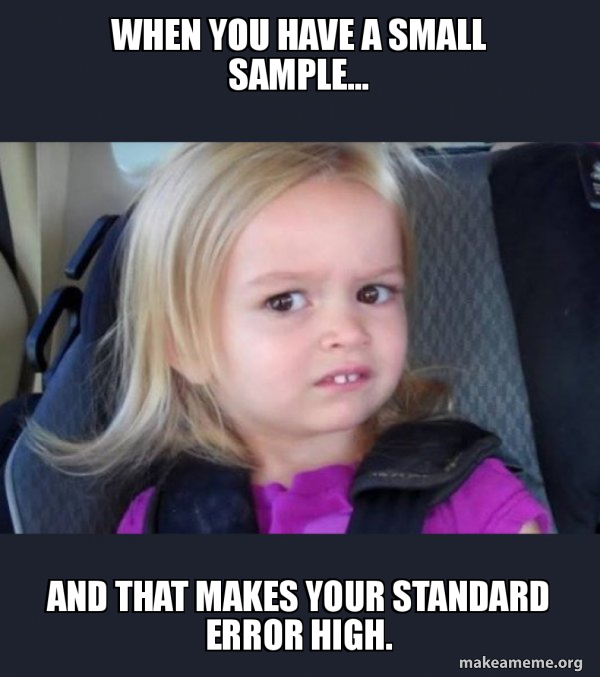 WHEN YOU HAVE A SMALL
SAMPLE...
AND THAT MAKES YOUR STANDARD
ERROR HIGH.
makeameme.org